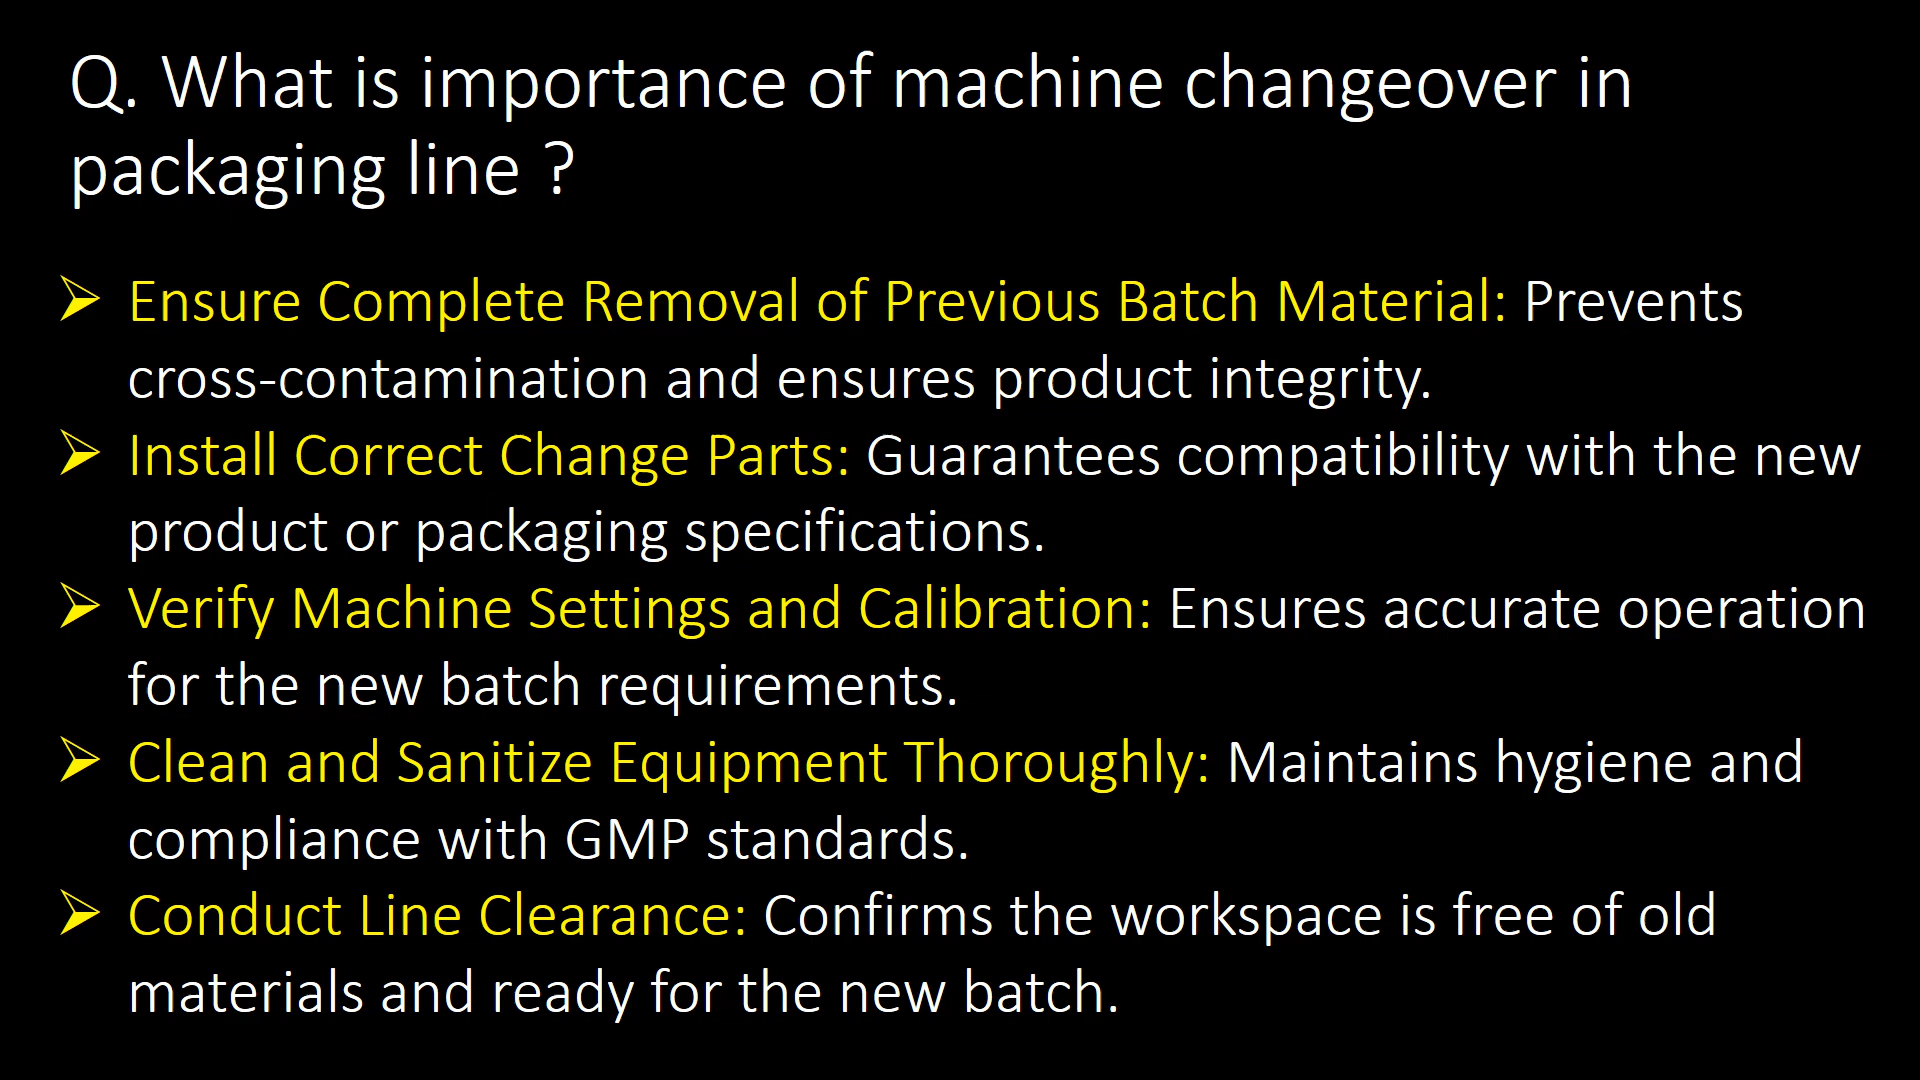 Q. What is importance of machine changeover in
packaging line ?
➢ Ensure Complete Removal of Previous Batch Material: Prevents
cross-contamination and ensures product integrity.
➢ Install Correct Change Parts: Guarantees compatibility with the new
product or packaging specifications.
➢ Verify Machine Settings and Calibration: Ensures accurate operation
for the new batch requirements.
➢ Clean and Sanitize Equipment Thoroughly: Maintains hygiene and
compliance with GMP standards.
➢ Conduct Line Clearance: Confirms the workspace is free of old
materials and ready for the new batch.